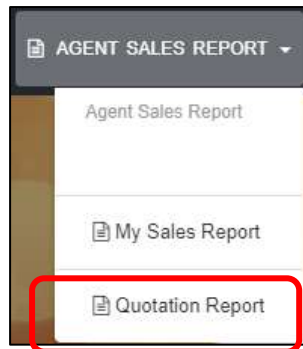 AGENT SALES REPORT
Agent Sales Report
My Sales Report
Quotation Report